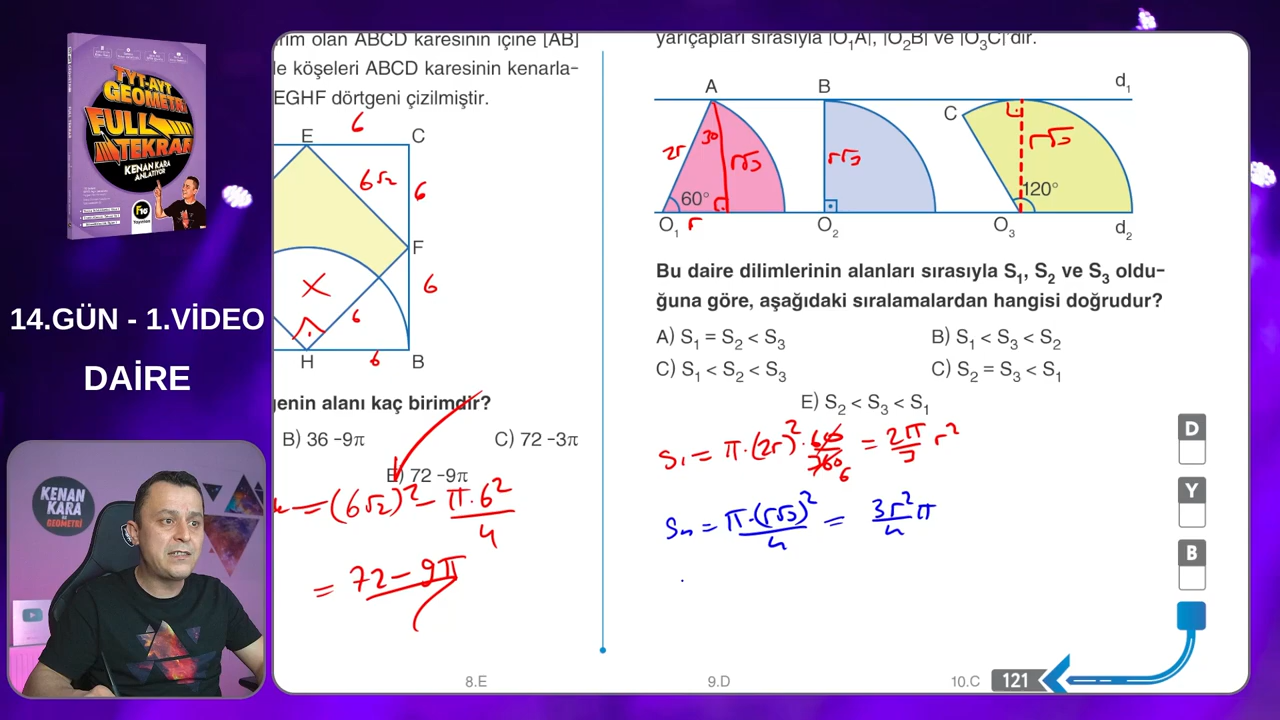 TYT-AYT
GEOMETRİ
FULL
TEKRAR
KENAN KARA
ANLATIYOR
14.GÜN - 1.VİDEO
DAİRE
KENAN
KARA
GEOMETRİ
rim olan ABCD karesinin içine [AB]
le köşeleri ABCD karesinin kenarla-
EGHF dörtgeni çizilmiştir.
6
E
C
6√2
6
F
X
6
6
H
6
B
genin alanı kaç birimdir?
B) 36 -9π
C) 72 -3π
E) 72 -9π
=(6√2)² - π.6²/4
= 72-9π
yarıçapları sırasıyla |O₁A|, |O₂B| ve |O₃C| dir.
A
B
C
d₁
2r
30
r√3
r√3
r√3
60°
120°
O₁
r
O₂
O₃
d₂
Bu daire dilimlerinin alanları sırasıyla S₁, S₂ ve S₃ oldu-
ğuna göre, aşağıdaki sıralamalardan hangisi doğrudur?
A) S₁ = S₂ < S₃
B) S₁ < S₃ < S₂
C) S₁ < S₂ < S₃
C) S₂ = S₃ < S₁
E) S₂ < S₃ < S₁
S₁ = π.(2r)².60/360 6 = 2π/3 r²
= π.(r√3)²/4 = 3r²/4 π
D
Y
B
8.E
9.D
10.C
121